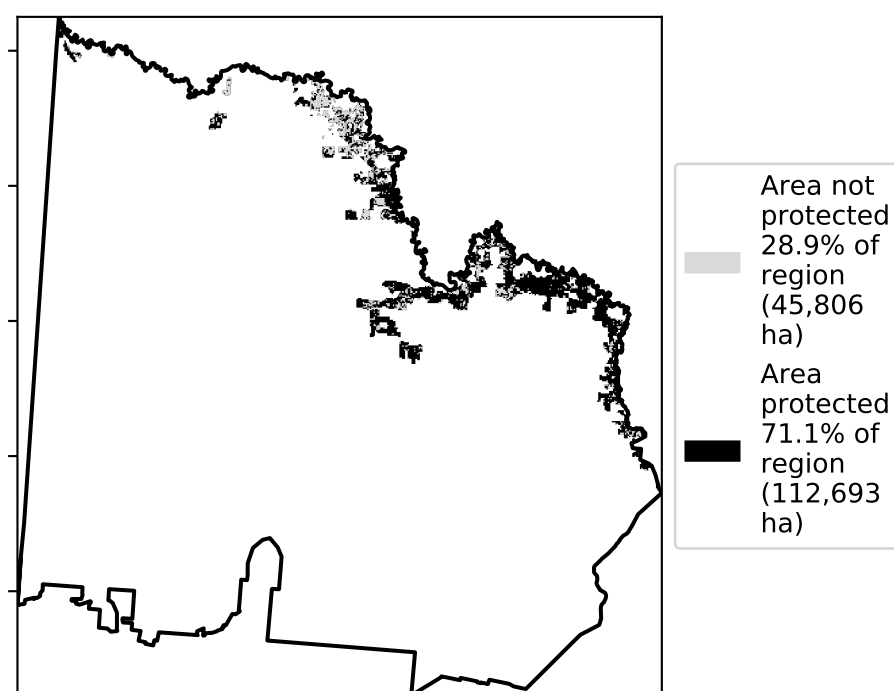 Area not
protected
28.9% of
region
(45,806
ha)
Area
protected
71.1% of
region
(112,693
ha)